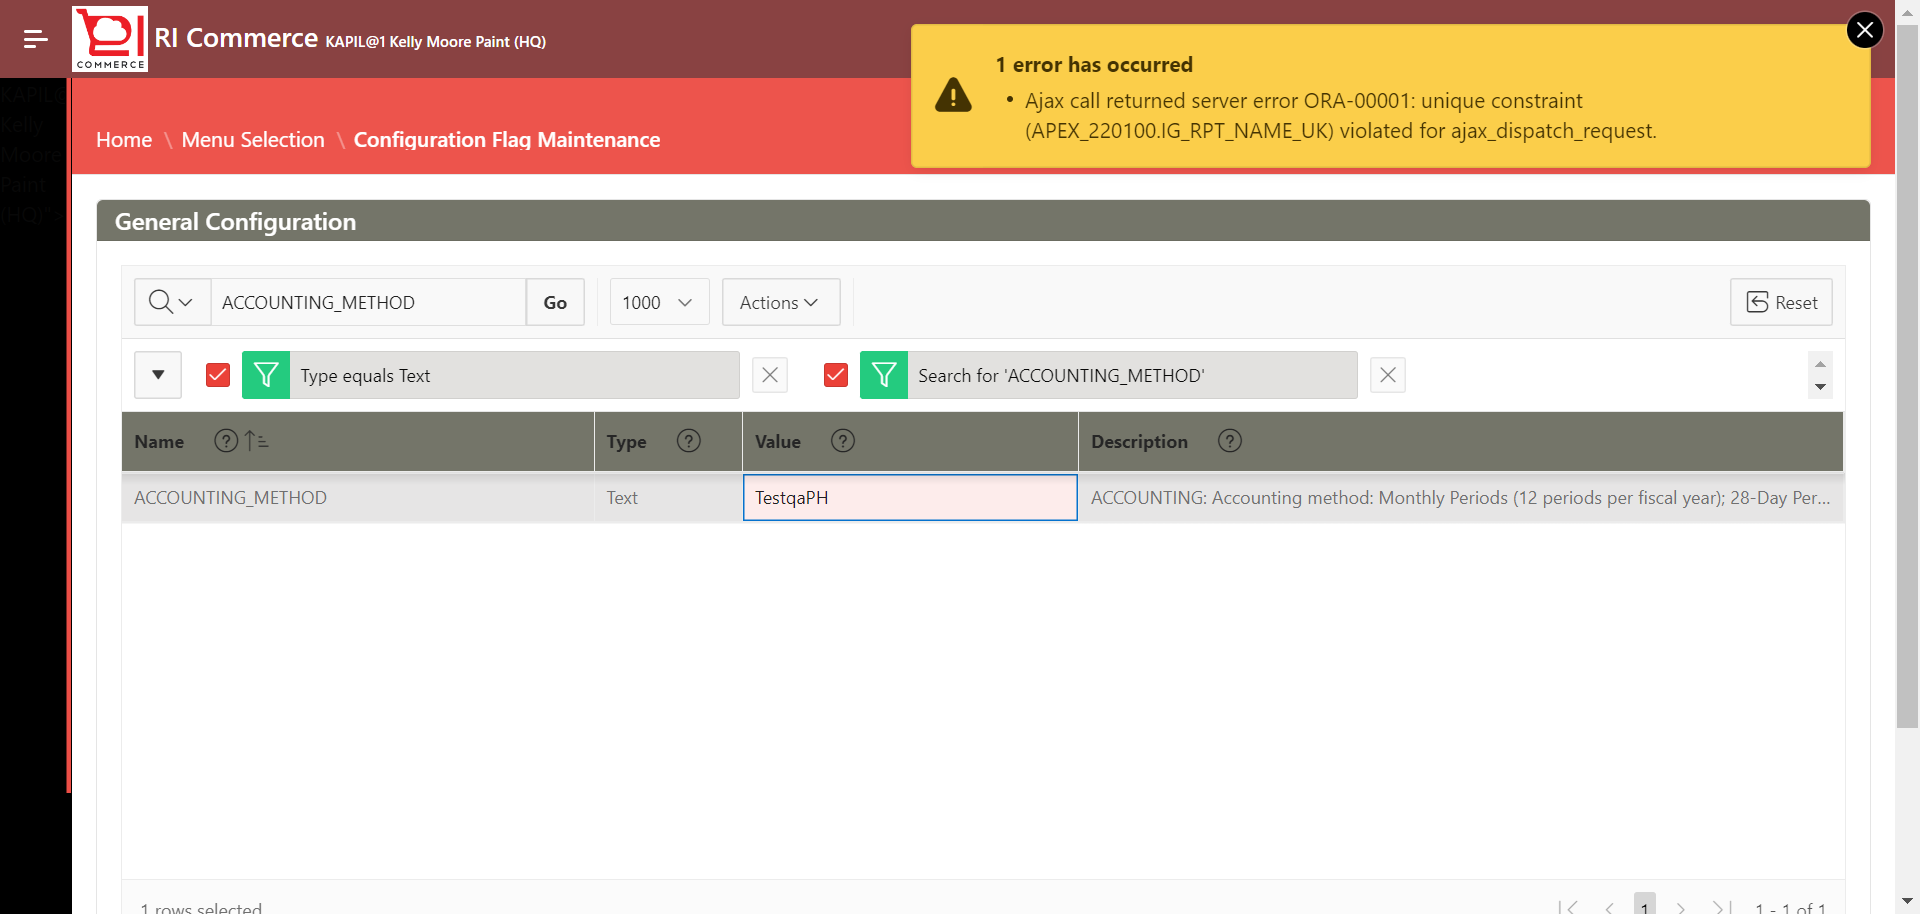 COMMERCE
RI Commerce KAPIL@1 Kelly Moore Paint (HQ)
1 error has occurred
• Ajax call returned server error ORA-00001: unique constraint
(APEX_220100.IG_RPT_NAME_UK) violated for ajax_dispatch_request.
KAPIL@
Kelly
Moore
Paint
(HQ)
Home \ Menu Selection \ Configuration Flag Maintenance
General Configuration
ACCOUNTING_METHOD Go 1000 Actions Reset
Type equals Text Search for 'ACCOUNTING_METHOD'
Name Type Value Description
ACCOUNTING_METHOD Text TestqaPH ACCOUNTING: Accounting method: Monthly Periods (12 periods per fiscal year); 28-Day Per...
1 rows selected 1 1 - 1 of 1